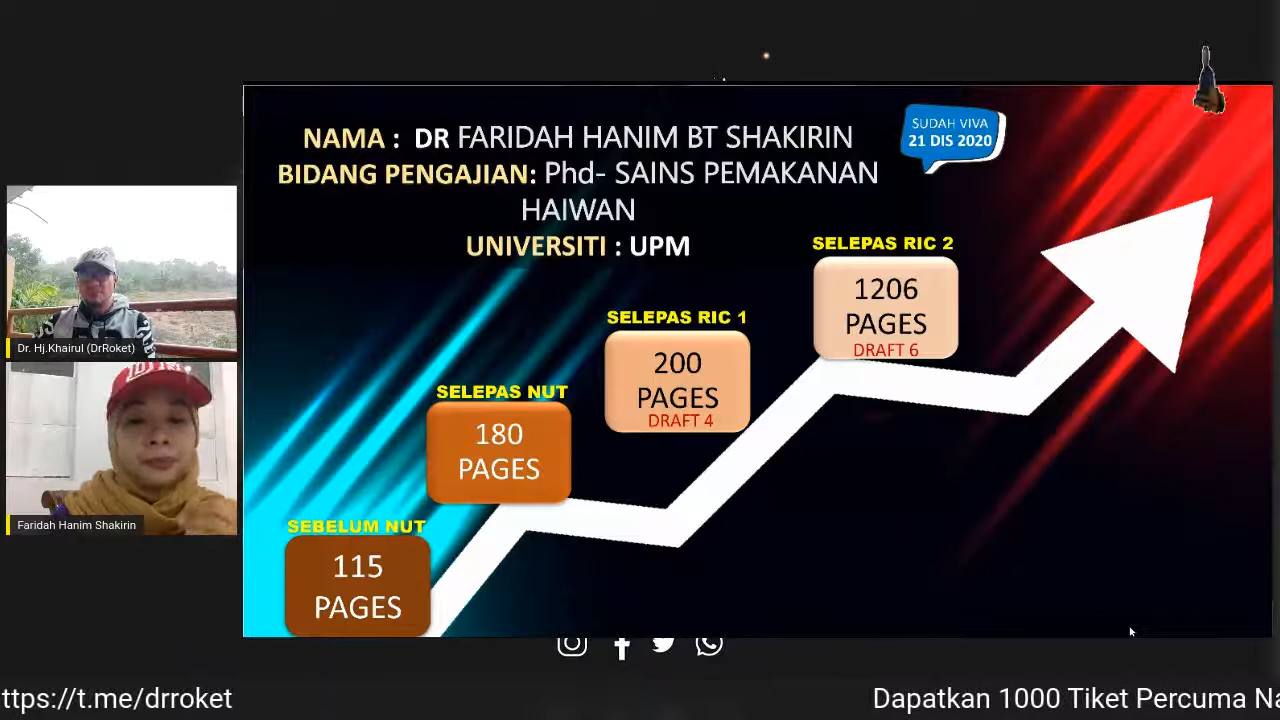 NAMA : DR FARIDAH HANIM BT SHAKIRIN
BIDANG PENGAJIAN: Phd- SAINS PEMAKANAN
HAIWAN
UNIVERSITI : UPM
SUDAH VIVA
21 DIS 2020
SELEPAS RIC 2
1206
PAGES
DRAFT 6
SELEPAS RIC 1
200
PAGES
DRAFT 4
SELEPAS NUT
180
PAGES
SEBELUM NUT
115
PAGES
Dr. Hj.Khairul (DrRoket)
Faridah Hanim Shakirin
ttps://t.me/drroket
Dapatkan 1000 Tiket Percuma Na